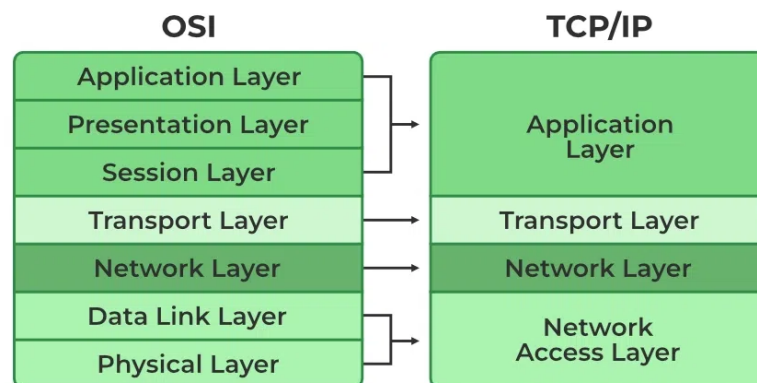 OSI
Application Layer
Presentation Layer
Session Layer
Transport Layer
Network Layer
Data Link Layer
Physical Layer
TCP/IP
Application
Layer
Transport Layer
Network Layer
Network
Access Layer